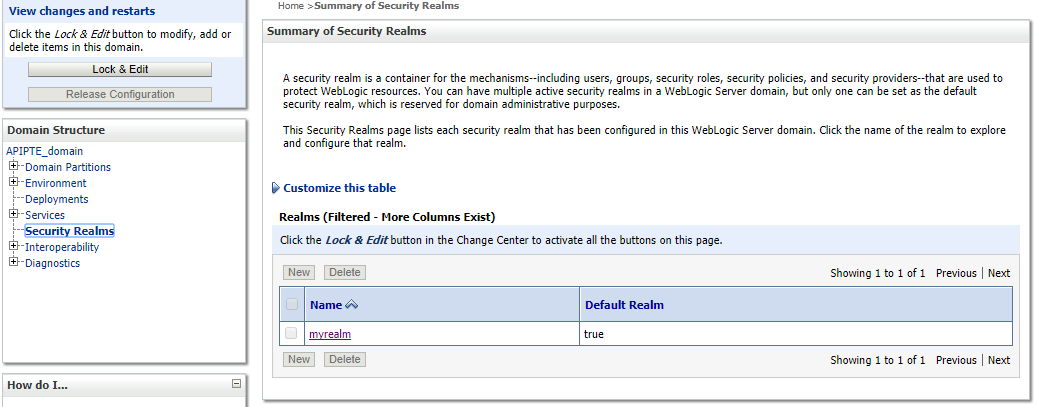 View changes and restarts
Click the Lock & Edit button to modify, add or
delete items in this domain.
Lock & Edit
Release Configuration
Domain Structure
APIPTE_domain
Domain Partitions
Environment
Deployments
Services
Security Realms
Interoperability
Diagnostics
How do I...
Home >Summary of Security Realms
Summary of Security Realms
A security realm is a container for the mechanisms--including users, groups, security roles, security policies, and security providers--that are used to
protect WebLogic resources. You can have multiple active security realms in a WebLogic Server domain, but only one can be set as the default
security realm, which is reserved for domain administrative purposes.
This Security Realms page lists each security realm that has been configured in this WebLogic Server domain. Click the name of the realm to explore
and configure that realm.
Customize this table
Realms (Filtered - More Columns Exist)
Click the Lock & Edit button in the Change Center to activate all the buttons on this page.
New Delete Showing 1 to 1 of 1 Previous | Next
Name Default Realm
myrealm true
New Delete Showing 1 to 1 of 1 Previous | Next